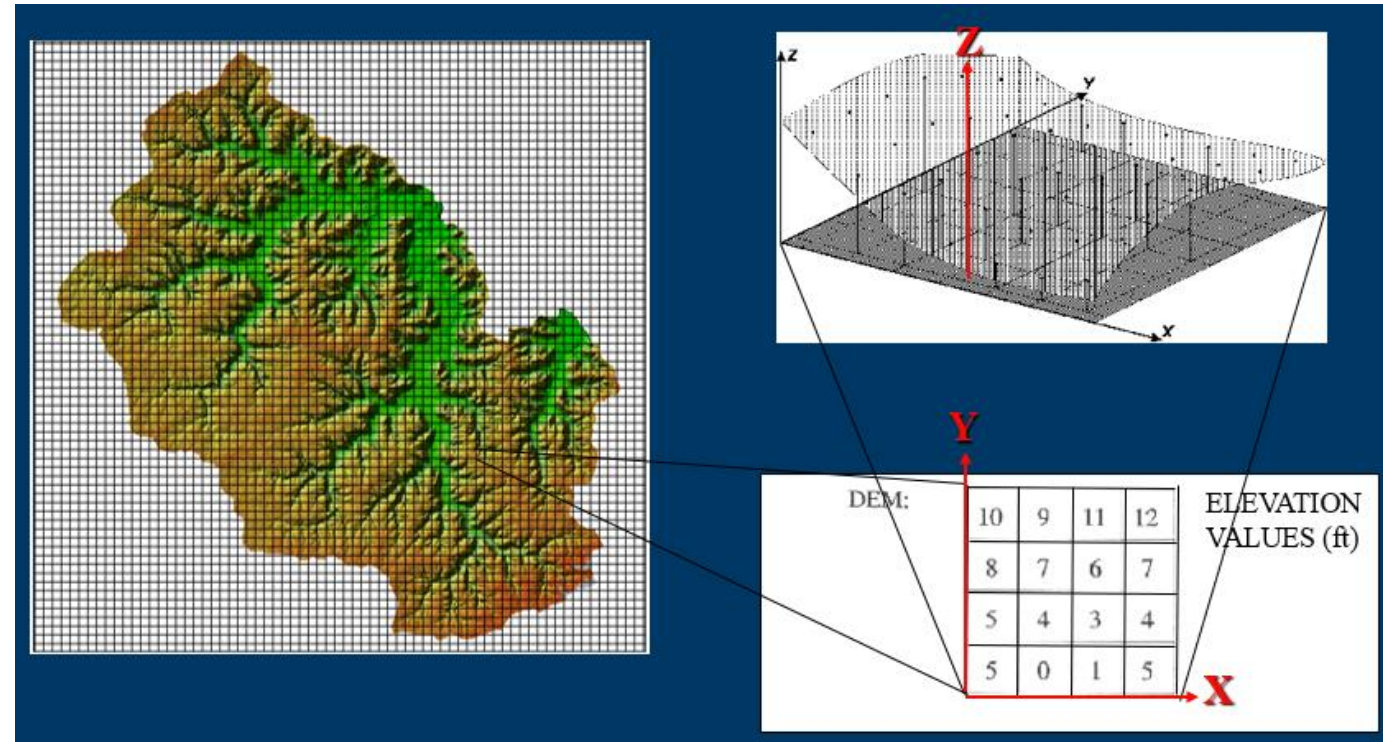 Z
Z
Y
X
Y
DEM:
ELEVATION
VALUES (ft)
10 9 11 12
8 7 6 7
5 4 3 4
5 0 1 5
X